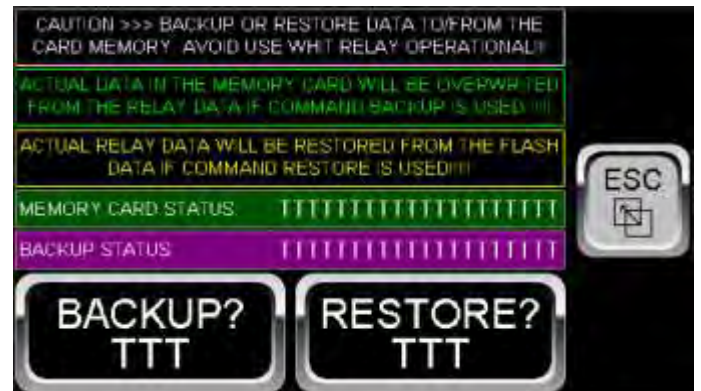 CAUTION >>> BACKUP OR RESTORE DATA TO/FROM THE
CARD MEMORY. AVOID USE WHIT RELAY OPERATIONAL!!
ACTUAL DATA IN THE MEMORY CARD WILL BE OVERWRITED
FROM THE RELAY DATA IF COMMAND BACKUP IS USED !!!!
ACTUAL RELAY DATA WILL BE RESTORED FROM THE FLASH
DATA IF COMMAND RESTORE IS USED!!!!
MEMORY CARD STATUS TTTTTTTTTTTTTTTTTTTT
BACKUP STATUS TTTTTTTTTTTTTTTTTTTT
ESC
BACKUP?
TTT
RESTORE?
TTT